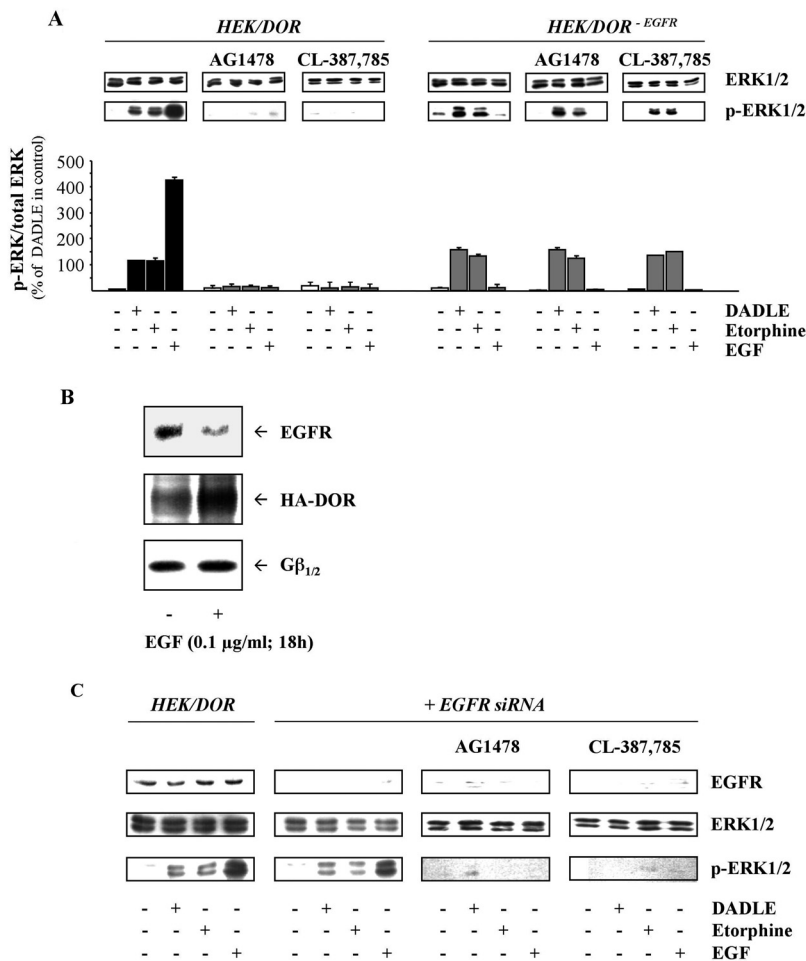 A
HEK/DOR HEK/DOR - EGFR
AG1478 CL-387,785 AG1478 CL-387,785
ERK1/2
p-ERK1/2
p-ERK/total ERK
(% of DADLE in control)
500
400
300
200
100
- + - - - + - - - + - - - + - - - + - - - + - - DADLE
- - + - - - + - - - + - - - + - - - + - - - + - Etorphine
- - - + - - - + - - - + - - - + - - - + - - - + EGF
B
EGFR
HA-DOR
Gβ1/2
- +
EGF (0.1 µg/ml; 18h)
C
HEK/DOR + EGFR siRNA
AG1478 CL-387,785
EGFR
ERK1/2
p-ERK1/2
- + - - - + - - - + - - - + - - DADLE
- - + - - - + - - - + - - - + - Etorphine
- - - + - - - + - - - + - - - + EGF